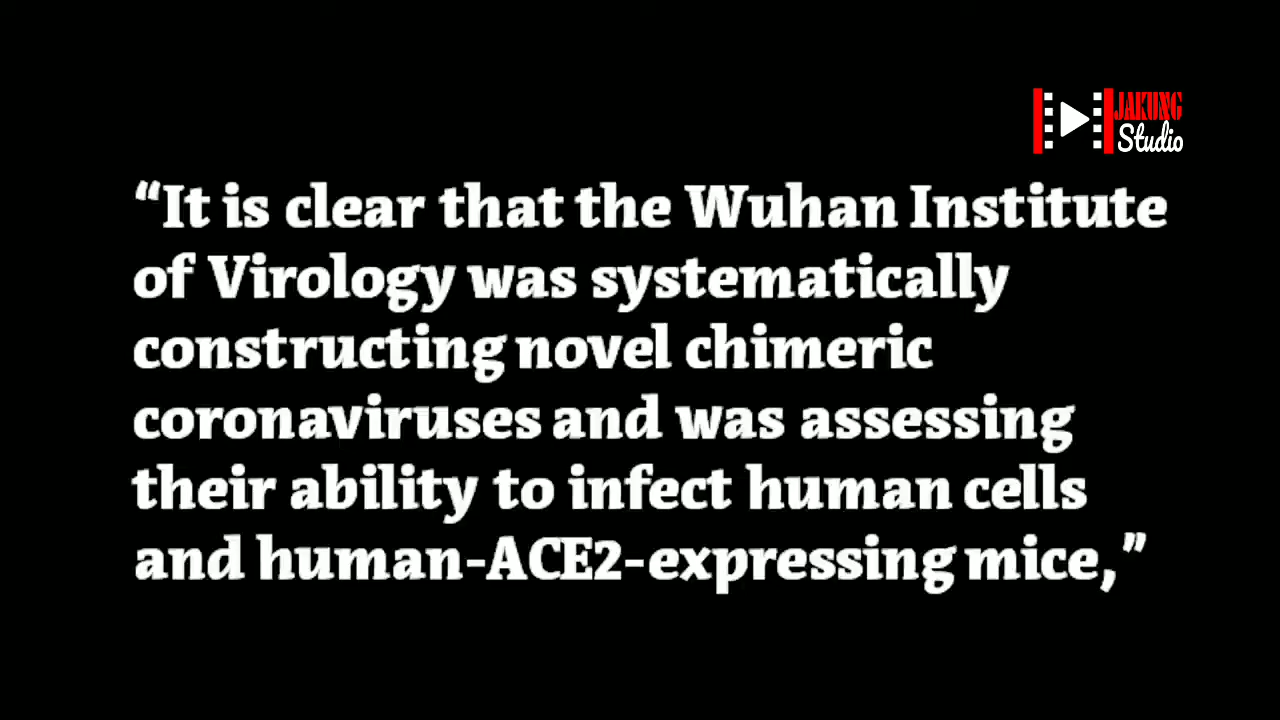 JAKUNG
Studio
“It is clear that the Wuhan Institute
of Virology was systematically
constructing novel chimeric
coronaviruses and was assessing
their ability to infect human cells
and human-ACE2-expressing mice,”